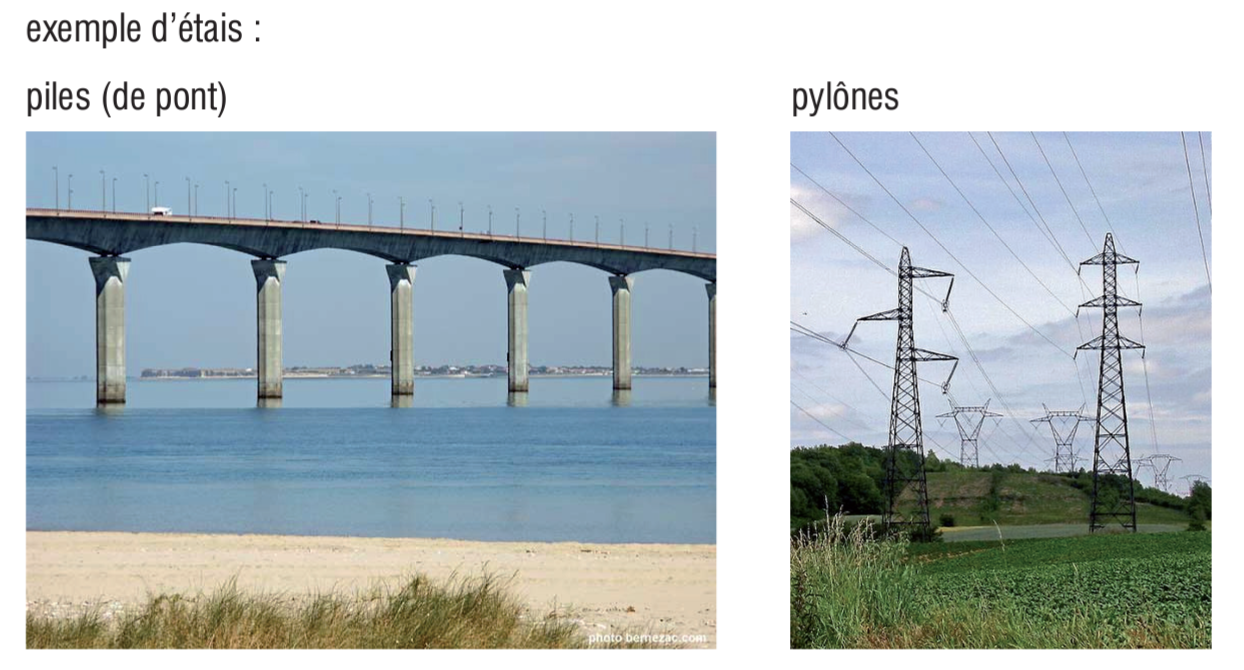 exemple d'étais :
piles (de pont)
pylônes
photo bernezac.com